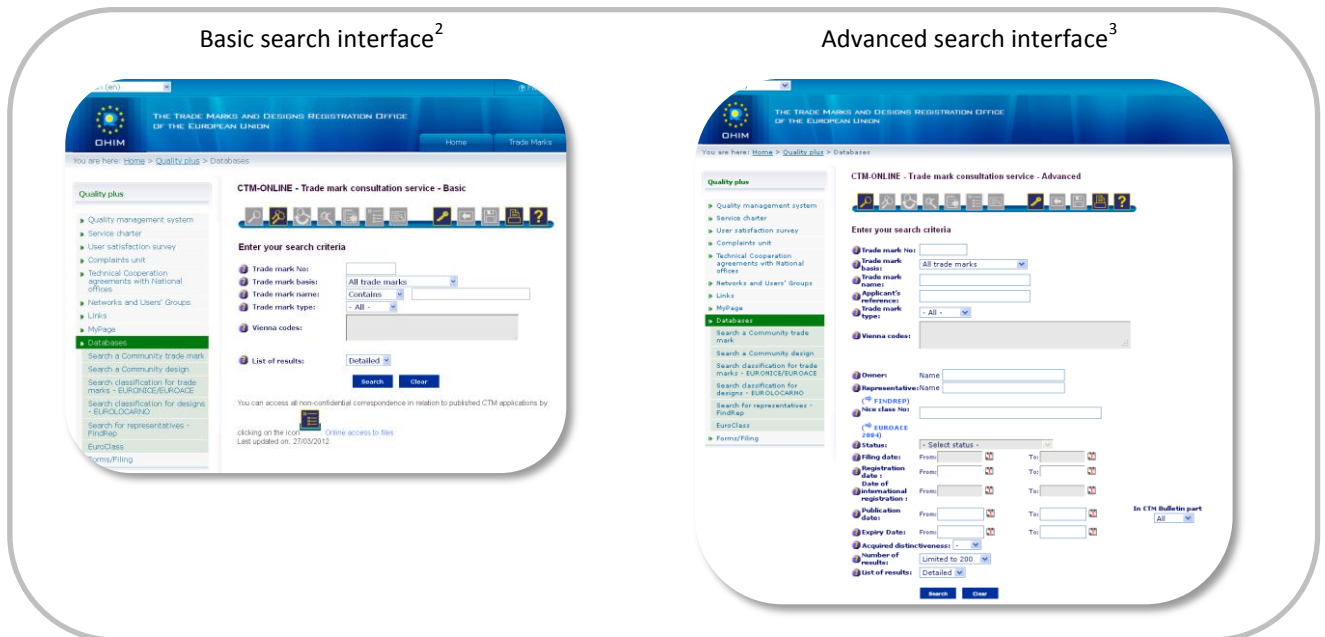 Basic search interface2
(en)
THE TRADE MARKS AND DESIGNS REGISTRATION OFFICE
OF THE EUROPEAN UNION
OHIM
Home
Trade Marks
You are here: Home > Quality plus > Databases
Quality plus
Quality management system
Service charter
User satisfaction survey
Complaints unit
Technical Cooperation
agreements with National
offices
Networks and Users' Groups
Links
MyPage
Databases
Search a Community trade mark
Search a Community design
Search classification for trade
marks - EURONICE/EUROACE
Search classification for designs
- EUROLOCARNO
Search for representatives -
FindRep
EuroClass
Forms/Filing
CTM-ONLINE - Trade mark consultation service - Basic
Enter your search criteria
Trade mark No:
Trade mark basis: All trade marks
Trade mark name: Contains
Trade mark type: - All -
Vienna codes:
List of results: Detailed
Search Clear
You can access all non-confidential correspondence in relation to published CTM applications by
clicking on the icon Online access to files
Last updated on: 27/03/2012
Advanced search interface3
THE TRADE MARKS AND DESIGNS REGISTRATION OFFICE
OF THE EUROPEAN UNION
OHIM
You are here: Home > Quality plus > Databases
Quality plus
Quality management system
Service charter
User satisfaction survey
Complaints unit
Technical Cooperation
agreements with National
offices
Networks and Users' Groups
Links
MyPage
Databases
Search a Community trade
mark
Search a Community design
Search classification for trade
marks - EURONICE/EUROACE
Search classification for
designs - EUROLOCARNO
Search for representatives -
FindRep
EuroClass
Forms/Filing
CTM-ONLINE - Trade mark consultation service - Advanced
Enter your search criteria
Trade mark No:
Trade mark
basis: All trade marks
Trade mark
name:
Applicant's
reference:
Trade mark
type: - All -
Vienna codes:
Owner: Name
Representative: Name
(FINDREP)
Nice class No:
(EUROACE
2004)
Status: - Select status -
Filing date: From: To:
Registration
date : From: To:
Date of
international
registration : From: To:
Publication
date: From: To:
In CTM Bulletin part
All
Expiry Date: From: To:
Acquired distinctiveness: -
Number of
results: Limited to 200
List of results: Detailed
Search Clear